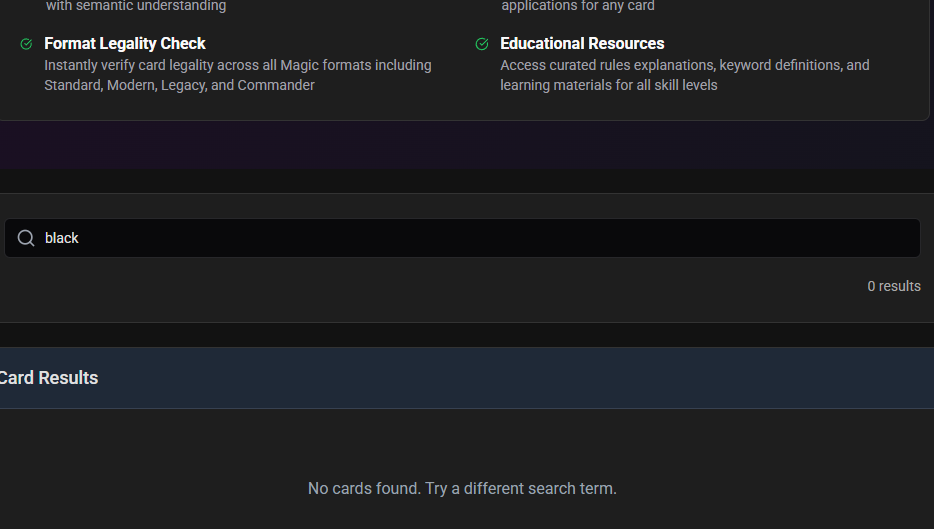 with semantic understanding
applications for any card
Format Legality Check
Instantly verify card legality across all Magic formats including
Standard, Modern, Legacy, and Commander
Educational Resources
Access curated rules explanations, keyword definitions, and
learning materials for all skill levels
black
0 results
Card Results
No cards found. Try a different search term.